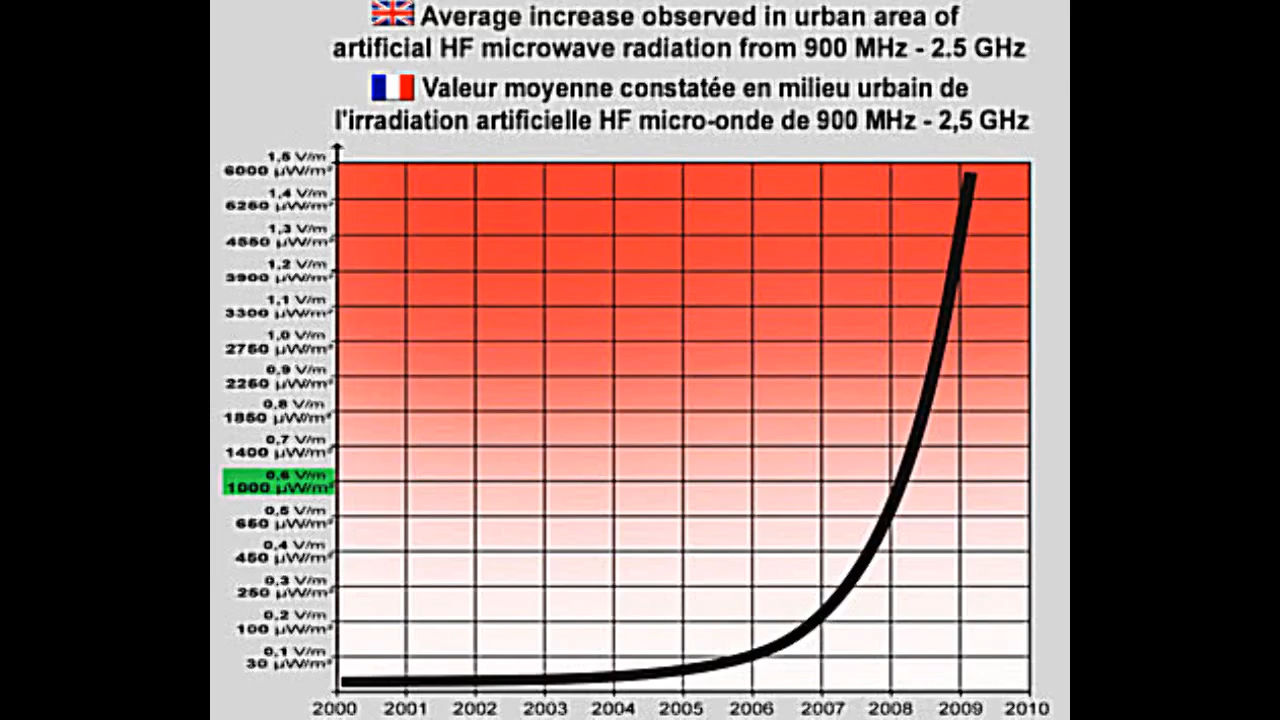 Average increase observed in urban area of
artificial HF microwave radiation from 900 MHz - 2.5 GHz
Valeur moyenne constatée en milieu urbain de
l'irradiation artificielle HF micro-onde de 900 MHz - 2,5 GHz
1,5 V/m
6000 µW/m²
1,4 V/m
5250 µW/m²
1,3 V/m
4550 µW/m²
1,2 V/m
3900 µW/m²
1,1 V/m
3300 µW/m²
1,0 V/m
2750 µW/m²
0,9 V/m
2250 µW/m²
0,8 V/m
1850 µW/m²
0,7 V/m
1400 µW/m²
0,6 V/m
1000 µW/m²
0,5 V/m
650 µW/m²
0,4 V/m
450 µW/m²
0,3 V/m
250 µW/m²
0,2 V/m
100 µW/m²
0,1 V/m
30 µW/m²
2000 2001 2002 2003 2004 2005 2006 2007 2008 2009 2010